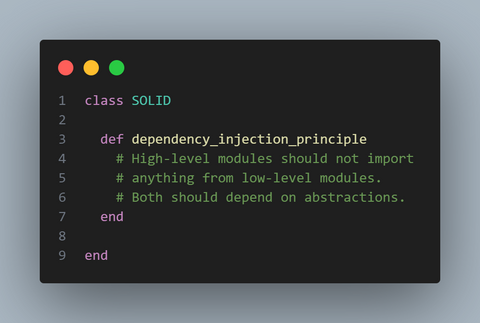 1 class SOLID
2
3   def dependency_injection_principle
4     # High-level modules should not import
5     # anything from low-level modules.
6     # Both should depend on abstractions.
7   end
8
9 end